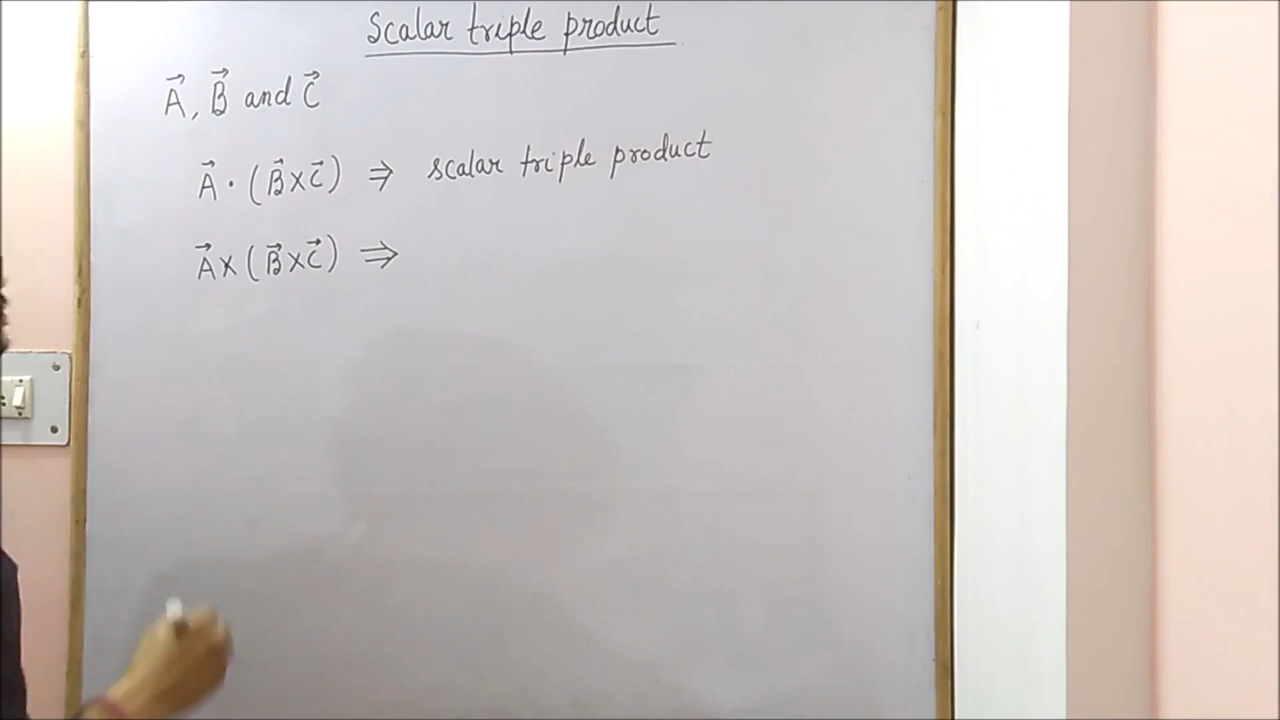 Scalar triple product
A⃗, B⃗ and C⃗
A⃗ · (B⃗ × C⃗) ⇒ scalar triple product
A⃗ × (B⃗ × C⃗) ⇒